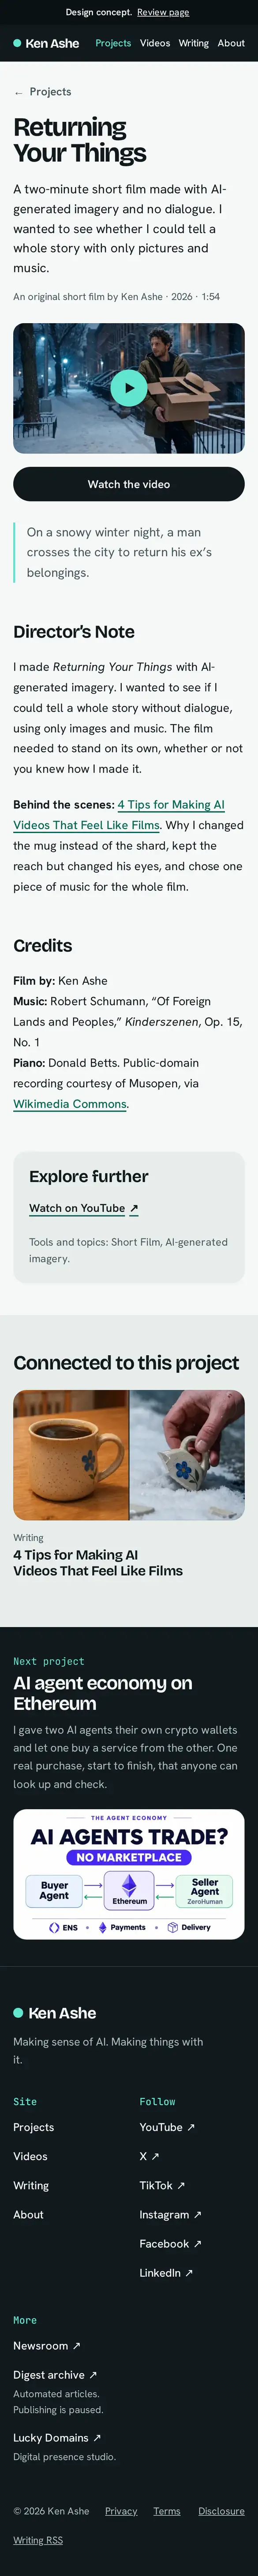 Design concept. Review page
Ken Ashe
Projects Videos Writing About
← Projects
Returning
Your Things
A two-minute short film made with AI-
generated imagery and no dialogue. I
wanted to see whether I could tell a
whole story with only pictures and
music.
An original short film by Ken Ashe · 2026 · 1:54
Watch the video
On a snowy winter night, a man
crosses the city to return his ex’s
belongings.
Director’s Note
I made Returning Your Things with AI-
generated imagery. I wanted to see if I
could tell a whole story without dialogue,
using only images and music. The film
needed to stand on its own, whether or not
you knew how I made it.
Behind the scenes: 4 Tips for Making AI
Videos That Feel Like Films. Why I changed
the mug instead of the shard, kept the
reach but changed his eyes, and chose one
piece of music for the whole film.
Credits
Film by: Ken Ashe
Music: Robert Schumann, “Of Foreign
Lands and Peoples,” Kinderszenen, Op. 15,
No. 1
Piano: Donald Betts. Public-domain
recording courtesy of Musopen, via
Wikimedia Commons.
Explore further
Watch on YouTube ↗
Tools and topics: Short Film, AI-generated
imagery.
Connected to this project
Writing
4 Tips for Making AI
Videos That Feel Like Films
Next project
AI agent economy on
Ethereum
I gave two AI agents their own crypto wallets
and let one buy a service from the other. One
real purchase, start to finish, that anyone can
look up and check.
THE AGENT ECONOMY
AI AGENTS TRADE?
NO MARKETPLACE
Buyer
Agent
Ethereum
Seller
Agent
ZeroHuman
ENS • Payments • Delivery
Ken Ashe
Making sense of AI. Making things with
it.
Site
Projects
Videos
Writing
About
Follow
YouTube ↗
X ↗
TikTok ↗
Instagram ↗
Facebook ↗
LinkedIn ↗
More
Newsroom ↗
Digest archive ↗
Automated articles.
Publishing is paused.
Lucky Domains ↗
Digital presence studio.
© 2026 Ken Ashe Privacy Terms Disclosure
Writing RSS